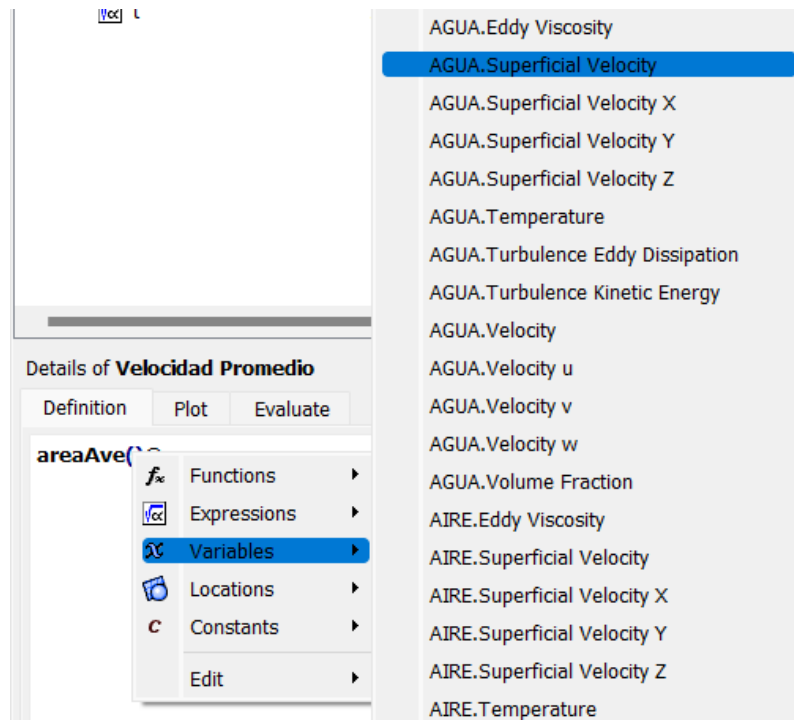 t
Details of Velocidad Promedio
Definition Plot Evaluate
areaAve()@
Functions
Expressions
Variables
Locations
Constants
Edit
AGUA.Eddy Viscosity
AGUA.Superficial Velocity
AGUA.Superficial Velocity X
AGUA.Superficial Velocity Y
AGUA.Superficial Velocity Z
AGUA.Temperature
AGUA.Turbulence Eddy Dissipation
AGUA.Turbulence Kinetic Energy
AGUA.Velocity
AGUA.Velocity u
AGUA.Velocity v
AGUA.Velocity w
AGUA.Volume Fraction
AIRE.Eddy Viscosity
AIRE.Superficial Velocity
AIRE.Superficial Velocity X
AIRE.Superficial Velocity Y
AIRE.Superficial Velocity Z
AIRE.Temperature